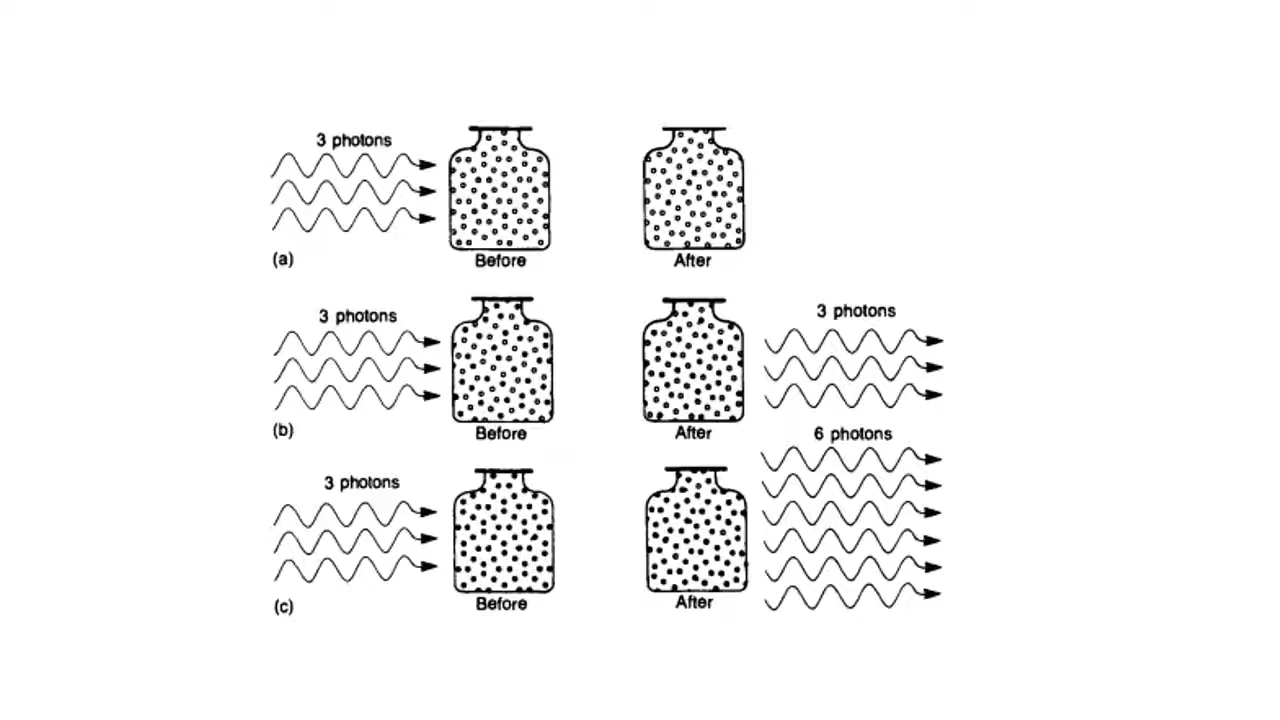 3 photons
(a)
Before
After
3 photons
3 photons
(b)
Before
After
6 photons
3 photons
(c)
Before
After